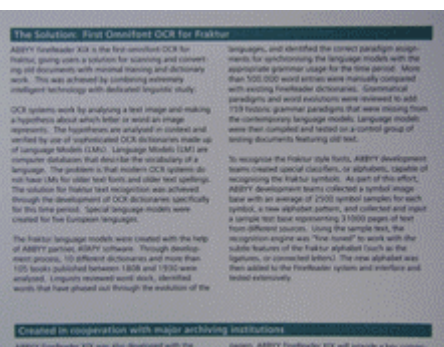 The Solution: First Omnifont OCR for Fraktur
ABBYY FineReader XIX is the first omnifont OCR for
Fraktur, giving users a solution for scanning and convert-
ing old documents with minimal training and dictionary
work. This was achieved by combining extremely
intelligent technology with dedicated linguistic study.
OCR systems work by analysing a text image and making
a hypothesis about which letter or word an image
represents. The hypotheses are analysed in context and
verified by use of sophisticated OCR dictionaries made up
of Language Models (LMs). Language Models (LM) are
computer databases that describe the vocabulary of a
language. The problem is that modern OCR systems do
not have LMs for older text fonts and older text spellings.
The solution for Fraktur text recognition was achieved
through the development of OCR dictionaries specifically
for this time period. Special language models were
created for five European languages.
The Fraktur language models were created with the help
of ABBYY partner, software. Through develop-
ment process, 10 different dictionaries and more than
105 books published between 1808 and 1930 were
analysed. Linguists reviewed word stock, identified
words that have phased out through the evolution of the
languages, and identified the correct paradigm assign-
ments for synchronising the language models with the
appropriate grammar usage for the time period. More
than 500,000 word entries were manually compared
with existing FineReader dictionaries. Grammatical
paradigms and word evolutions were reviewed to add
159 historic grammar paradigms that were missing from
the contemporary language models. Language models
were then compiled and tested on a control group of
testing documents featuring old text.
To recognise the Fraktur style fonts, ABBYY development
teams created special classifiers, or alphabets, capable of
recognising the Fraktur symbols. As part of this effort,
ABBYY development teams collected a symbol image
base with an average of 2500 symbol samples for each
symbol, a new alphabet pattern, and collected and input
a sample text base representing 31000 pages of text
from different sources. Using the sample text, the
recognition engine was "fine-tuned" to work with the
subtle features of the Fraktur alphabet (such as the
ligatures, or connected letters). The new alphabet was
then added to the FineReader system and interface and
tested extensively.
Created in cooperation with major archiving institutions